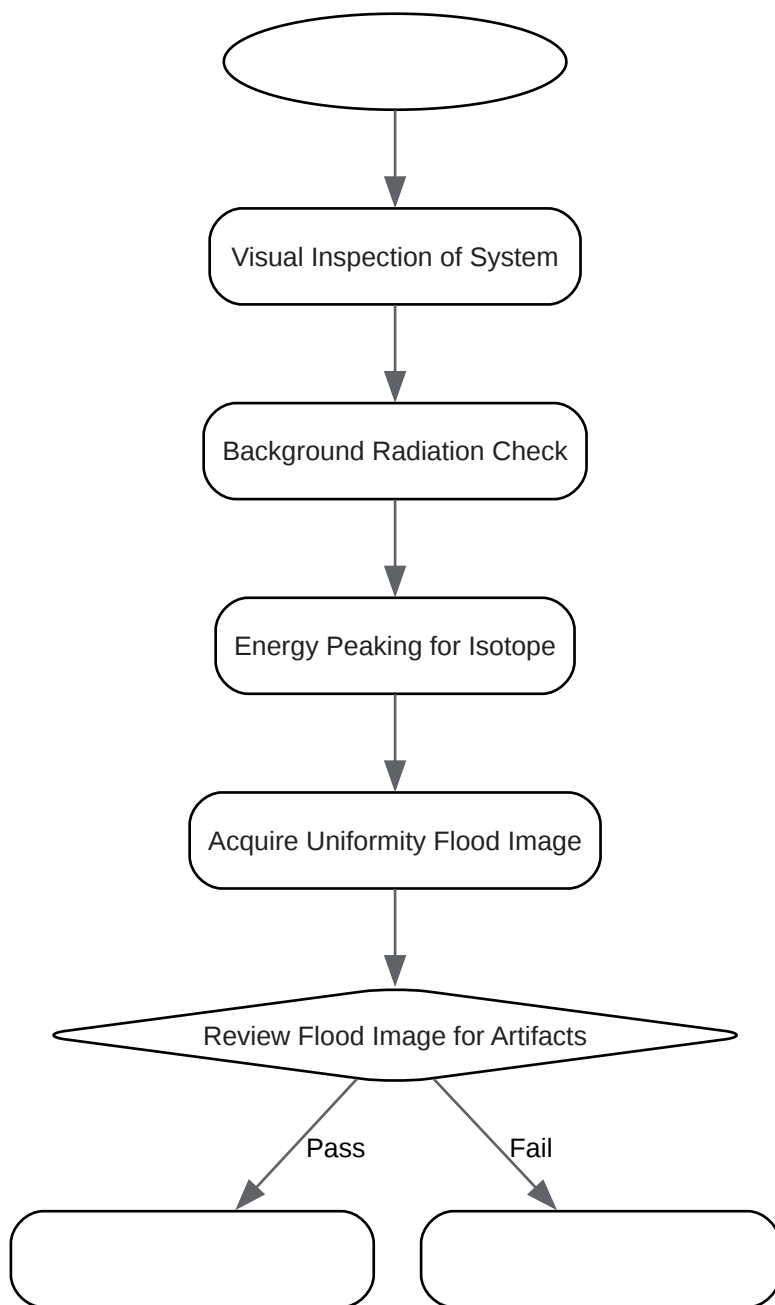 Visual Inspection of System
Background Radiation Check
Energy Peaking for Isotope
Acquire Uniformity Flood Image
Review Flood Image for Artifacts
Pass
Fail